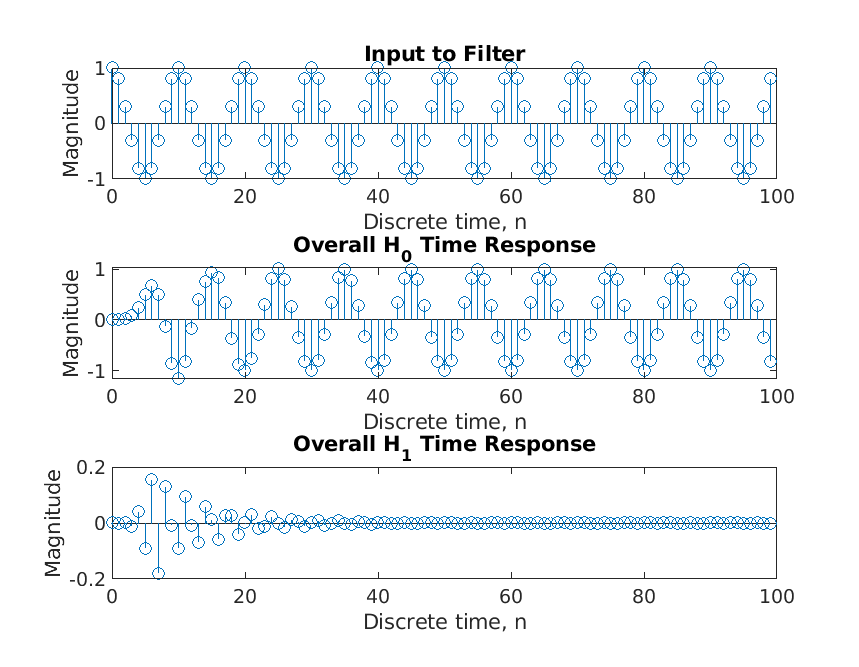 Input to Filter
1
0
-1
Magnitude
0 20 40 60 80 100
Discrete time, n
Overall H0 Time Response
1
0
-1
Magnitude
0 20 40 60 80 100
Discrete time, n
Overall H1 Time Response
0.2
0
-0.2
Magnitude
0 20 40 60 80 100
Discrete time, n